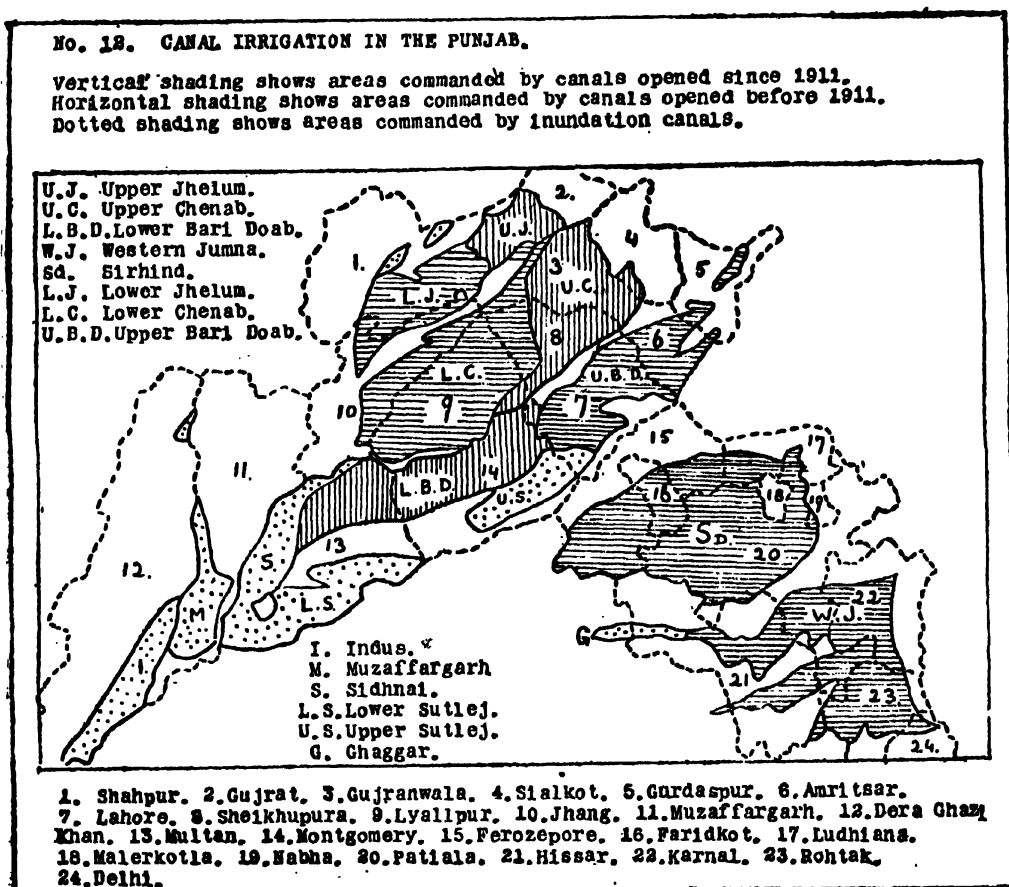 No. 12. CANAL IRRIGATION IN THE PUNJAB.
Vertical shading shows areas commanded by canals opened since 1911.
Horizontal shading shows areas commanded by canals opened before 1911.
Dotted shading shows areas commanded by inundation canals.
U.J. Upper Jhelum.
U.C. Upper Chenab.
L.B.D. Lower Bari Doab.
W.J. Western Jumna.
Sd. Sirhind.
L.J. Lower Jhelum.
L.C. Lower Chenab.
U.B.D. Upper Bari Doab.
2.
U.J.
4
1.
3
5
L.J.
U.C.
8
6
L.C.
U.B.D.
10
9
7
15
17
11.
14
L.B.D.
U.S.
16
18
19
13
SD.
12.
S.
20
L.S.
M
22
W.J.
G
I
21
23
24.
I. Indus.
M. Muzaffargarh
S. Sidhnai.
L.S. Lower Sutlej.
U.S. Upper Sutlej.
G. Ghaggar.
1. Shahpur. 2.Gujrat. 3.Gujranwala. 4.Sialkot. 5.Gurdaspur. 6.Amritsar.
7. Lahore. 8.Sheikhupura. 9.Lyallpur. 10.Jhang. 11.Muzaffargarh. 12.Dera Ghazi
Khan. 13.Multan. 14.Montgomery. 15.Ferozepore. 16.Faridkot. 17.Ludhiana.
18.Malerkotla. 19.Nabha. 20.Patiala. 21.Hissar. 22.Karnal. 23.Rohtak.
24.Delhi.